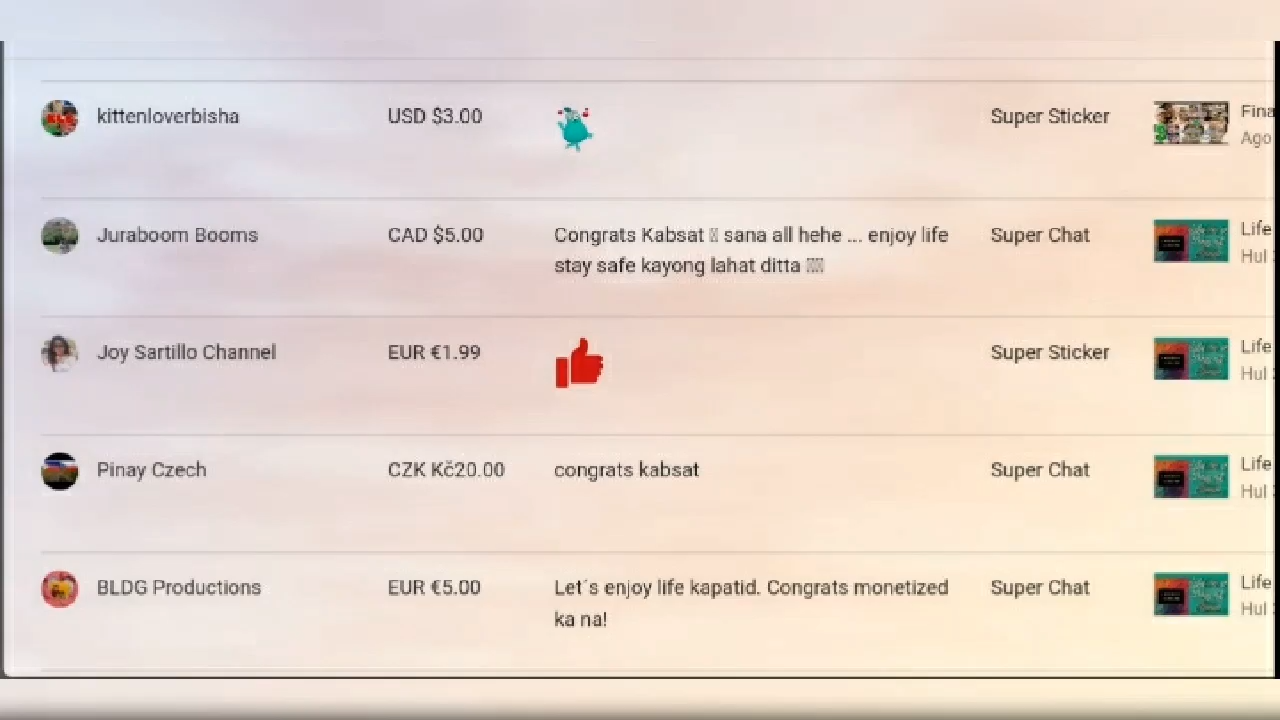 kittenloverbisha USD $3.00 Super Sticker Fina
Ago
Juraboom Booms CAD $5.00 Congrats Kabsat sana all hehe ... enjoy life Super Chat Life
stay safe kayong lahat ditta Hul
Joy Sartillo Channel EUR €1.99 Super Sticker Life
Hul
Pinay Czech CZK Kč20.00 congrats kabsat Super Chat Life
Hul
BLDG Productions EUR €5.00 Let´s enjoy life kapatid. Congrats monetized Super Chat Life
ka na! Hul